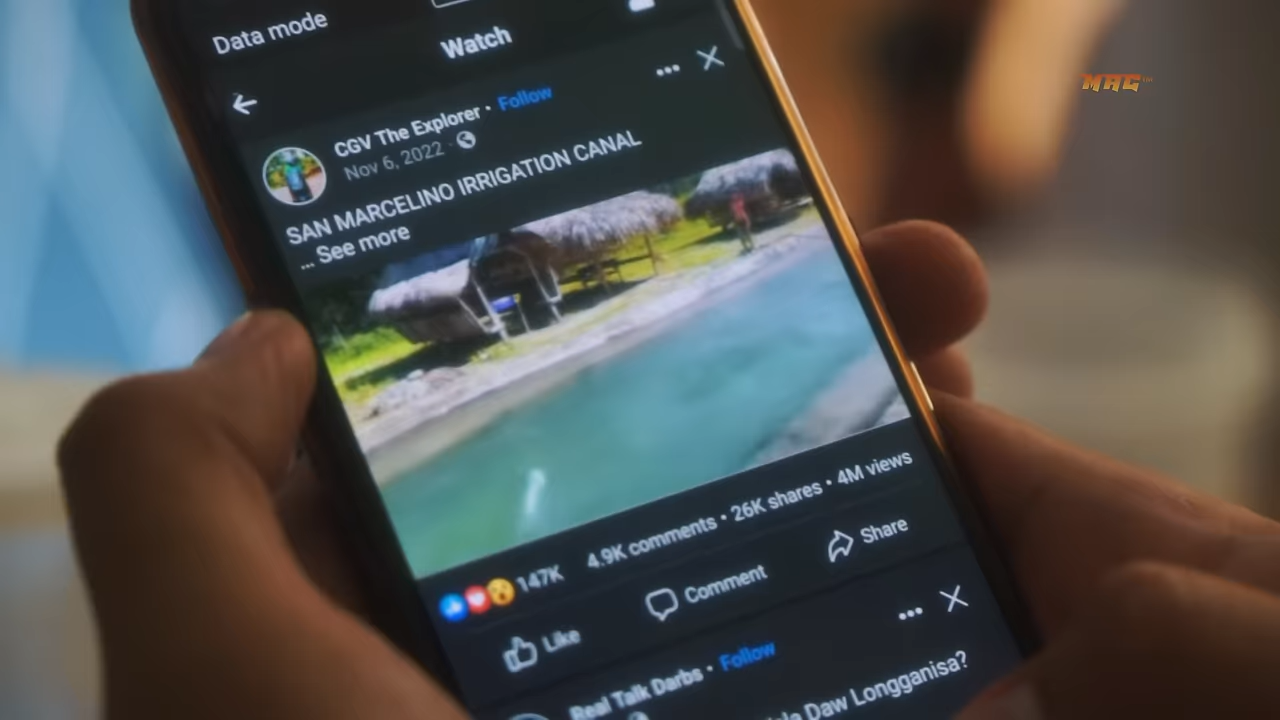 Data mode
Watch
CGV The Explorer · Follow
Nov 6, 2022 ·
SAN MARCELINO IRRIGATION CANAL
... See more
147K 4.9K comments • 26K shares • 4M views
Like Comment Share
Real Talk Darbs · Follow
Daw Longganisa?
MAG